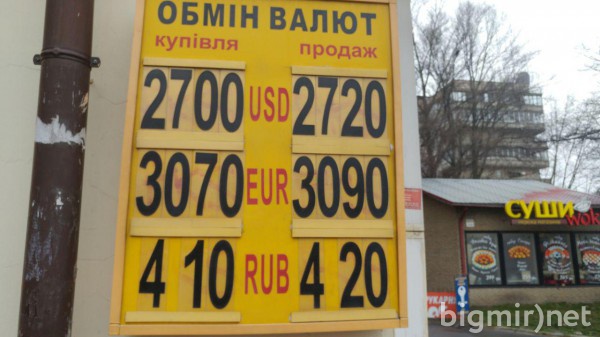 ОБМІН ВАЛЮТ
купівля продаж
2700 USD 2720
3070 EUR 3090
4 10 RUB 4 20
СУШИ
Wok
bigmir)net